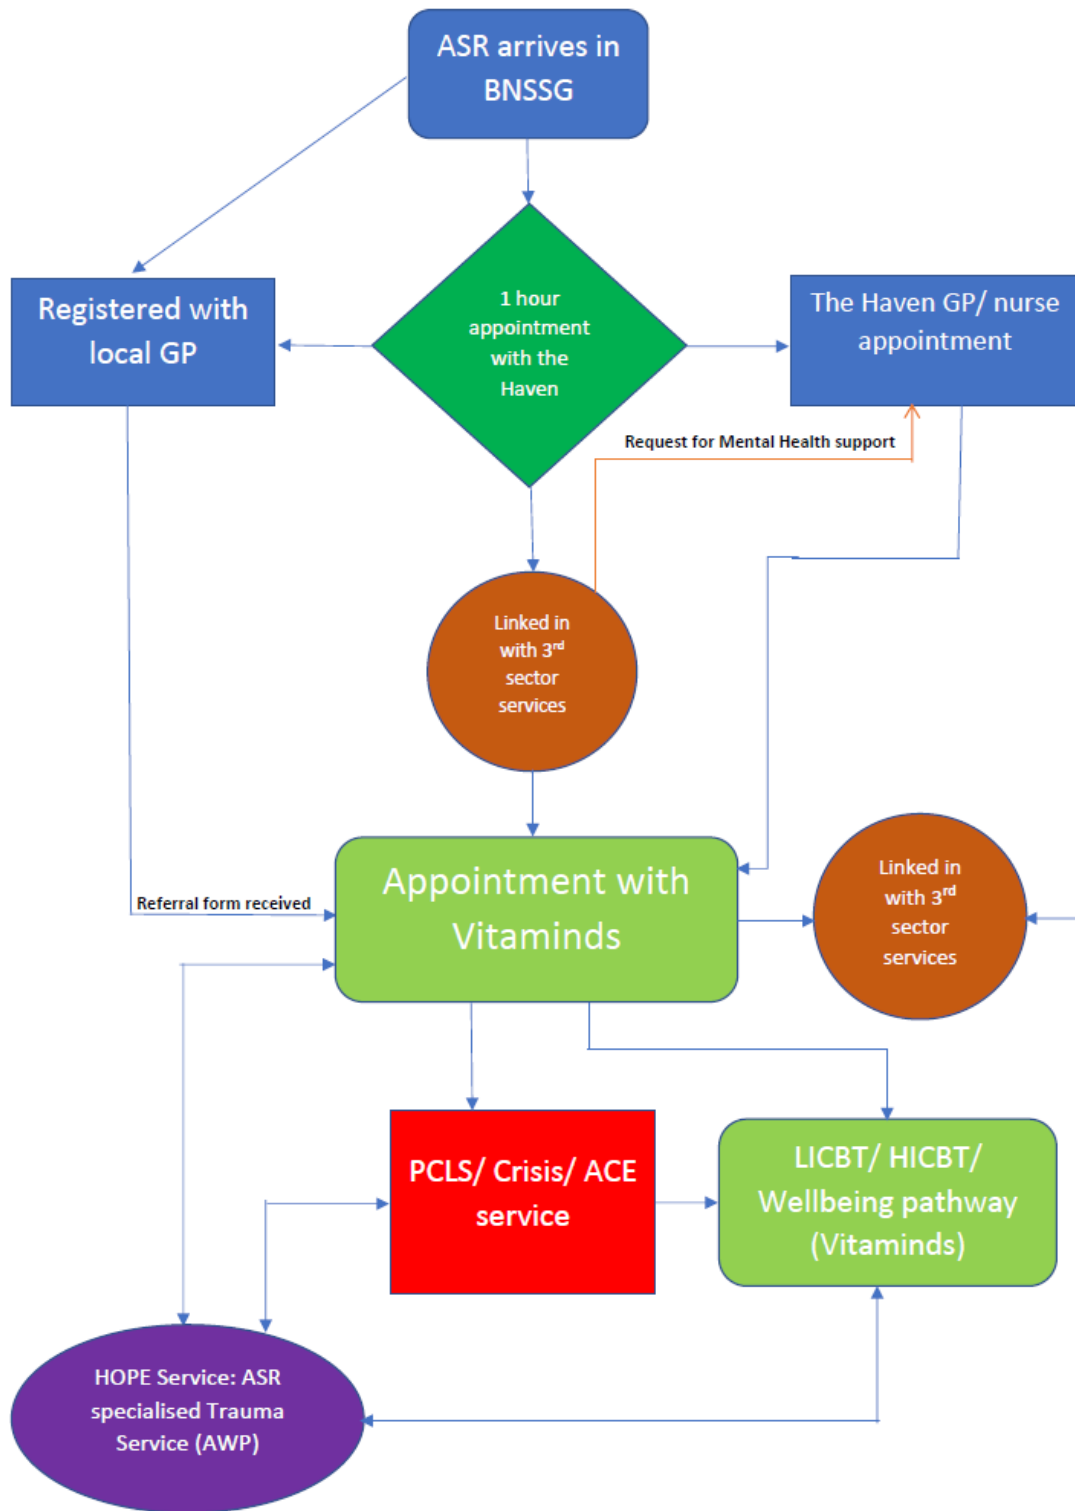 ASR arrives in
BNSSG
Registered with
local GP
1 hour
appointment
with the
Haven
The Haven GP/ nurse
appointment
Request for Mental Health support
Linked in
with 3rd
sector
services
Appointment with
Vitaminds
Referral form received
Linked in
with 3rd
sector
services
PCLS/ Crisis/ ACE
service
LICBT/ HICBT/
Wellbeing pathway
(Vitaminds)
HOPE Service: ASR
specialised Trauma
Service (AWP)